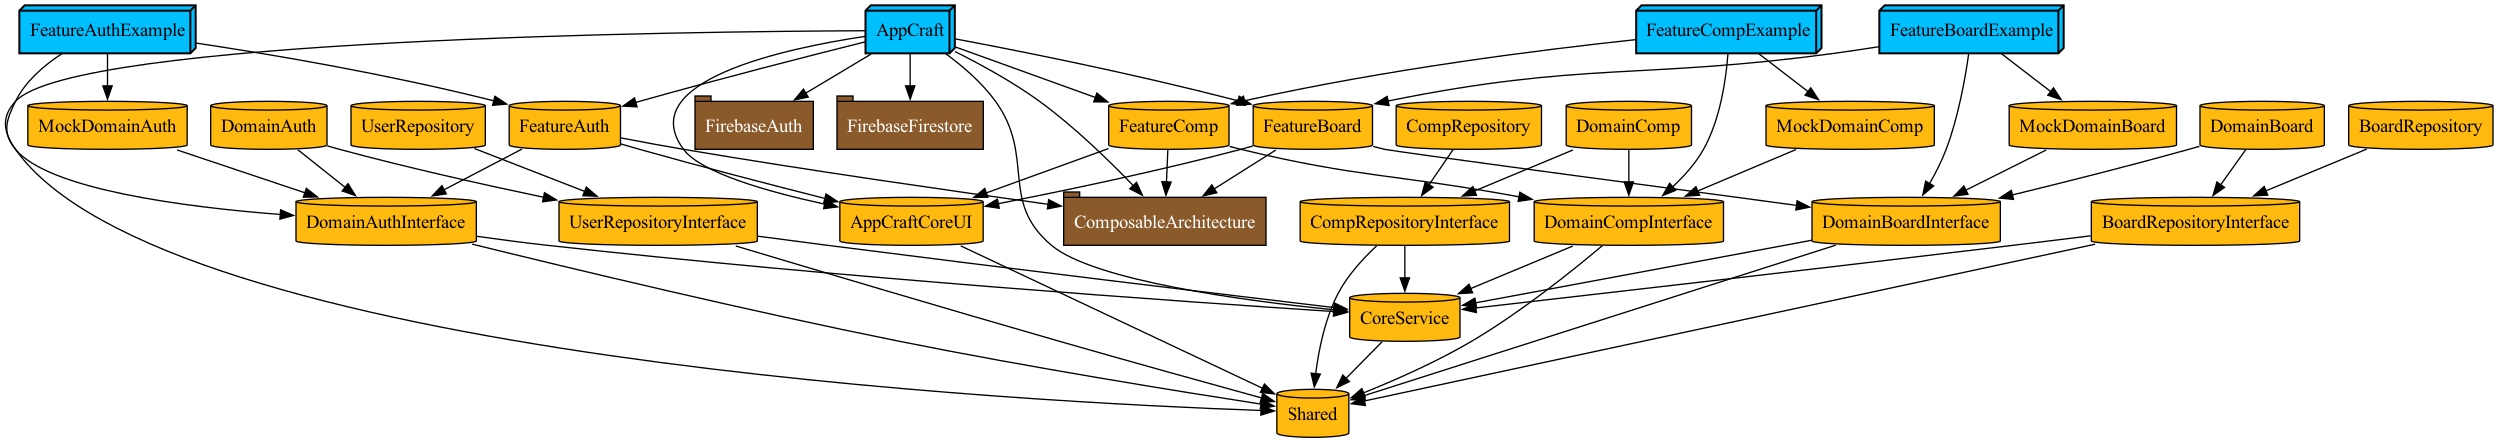 FeatureAuthExample
AppCraft
FeatureCompExample
FeatureBoardExample
MockDomainAuth
DomainAuth
UserRepository
FeatureAuth
FirebaseAuth
FirebaseFirestore
FeatureComp
FeatureBoard
CompRepository
DomainComp
MockDomainComp
MockDomainBoard
DomainBoard
BoardRepository
DomainAuthInterface
UserRepositoryInterface
AppCraftCoreUI
ComposableArchitecture
CompRepositoryInterface
DomainCompInterface
DomainBoardInterface
BoardRepositoryInterface
CoreService
Shared